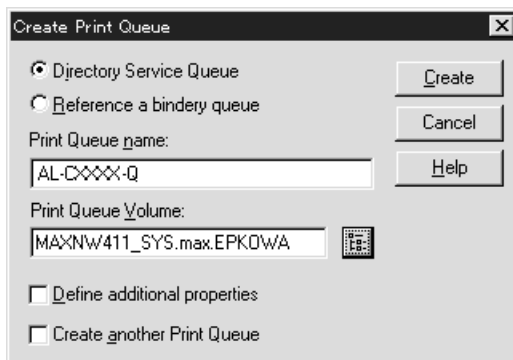 Create Print Queue
Directory Service Queue
Reference a bindery queue
Print Queue name:
AL-CXXXX-Q
Print Queue Volume:
MAXNW411_SYS.max.EPKOWA
Define additional properties
Create another Print Queue
Create
Cancel
Help